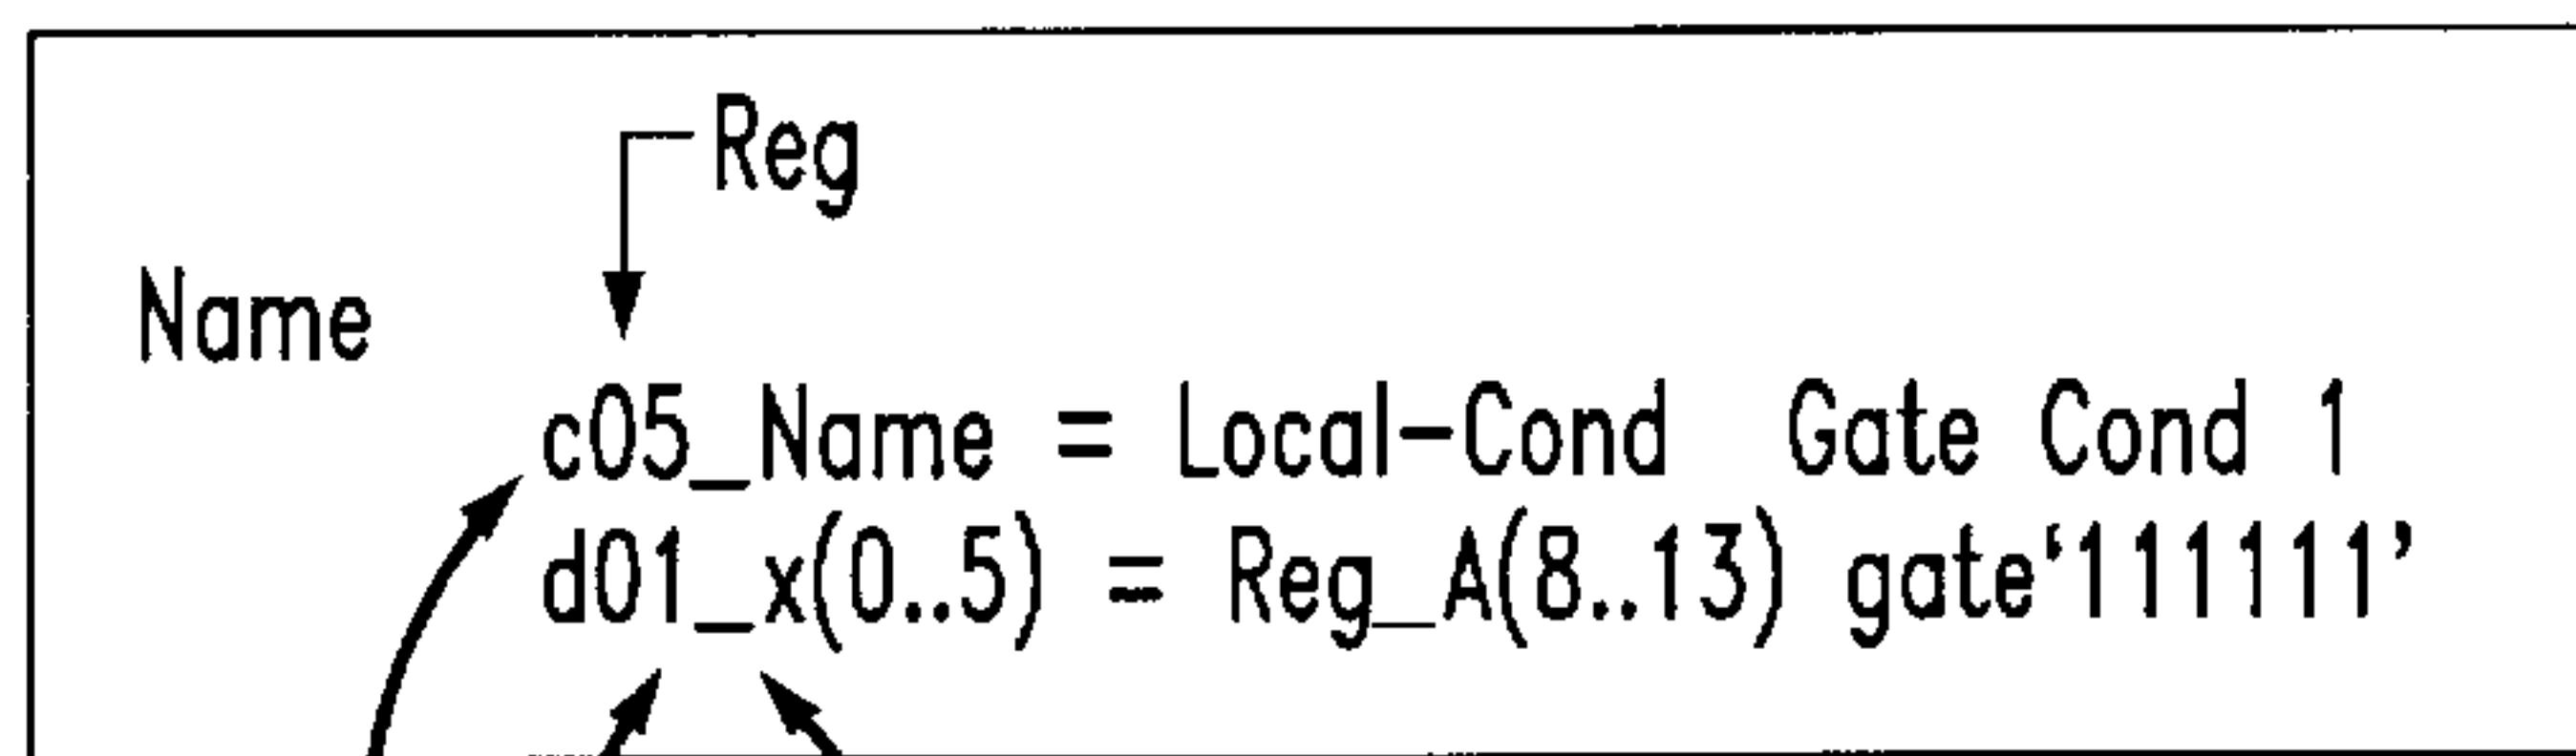 Reg
Name
c05_Name = Local-Cond Gate Cond 1
d01_x(0..5) = Reg_A(8..13) gate‘111111’